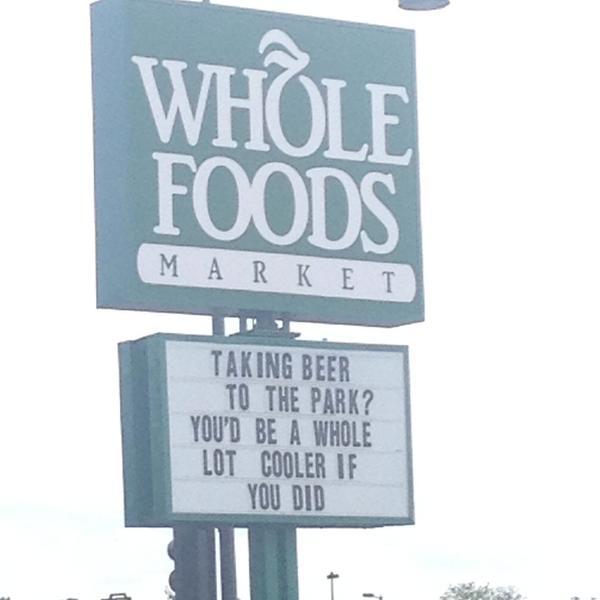 WHOLE
FOODS
MARKET
TAKING BEER
TO THE PARK?
YOU'D BE A WHOLE
LOT COOLER IF
YOU DID